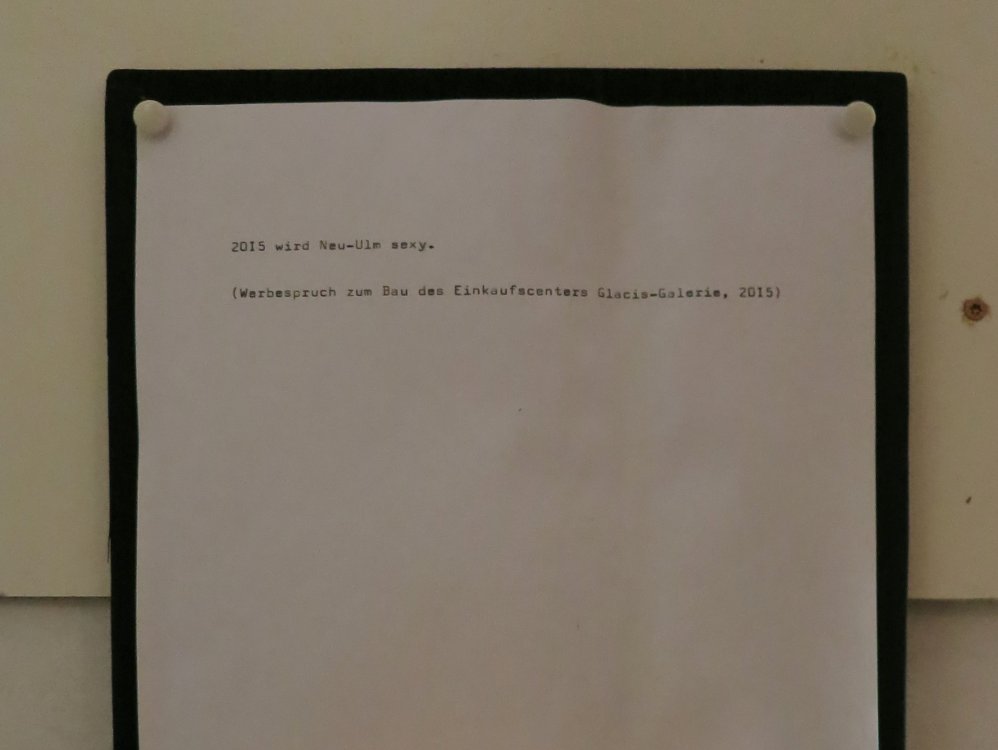 2015 wird Neu-Ulm sexy.
(Werbespruch zum Bau des Einkaufscenters Glacis-Galerie, 2015)